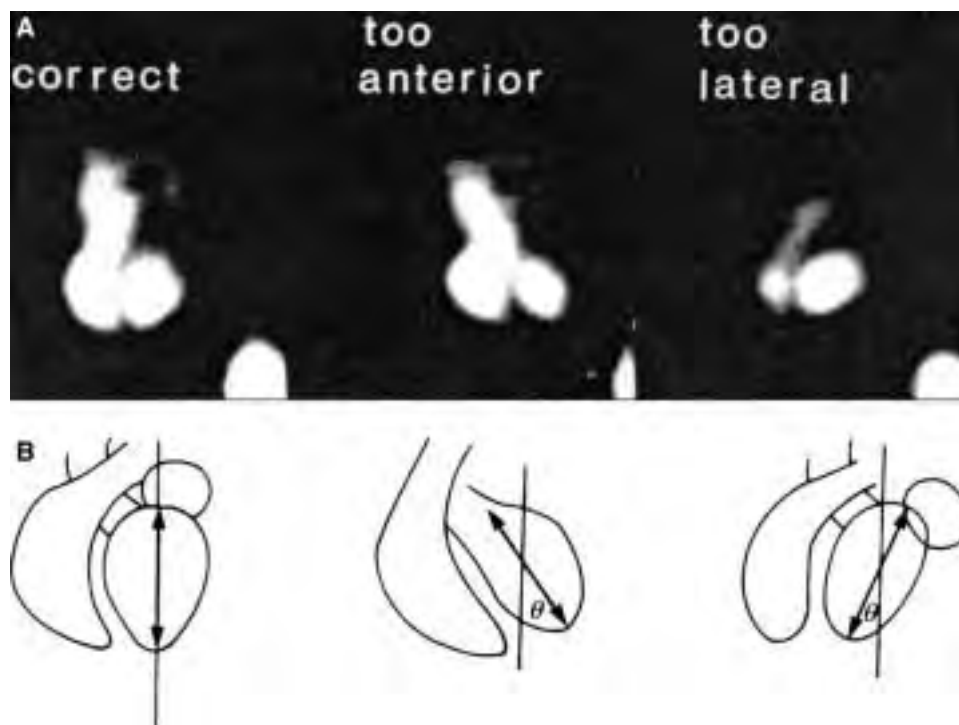 A
correct
too
anterior
too
lateral
B
θ
θ